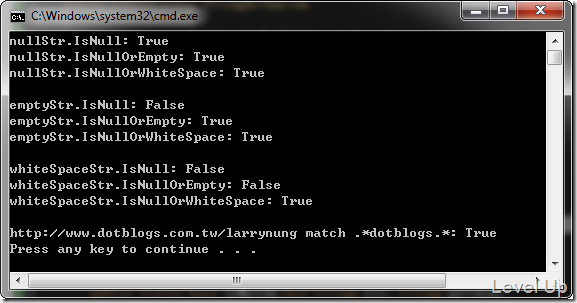 C:\Windows\system32\cmd.exe
nullStr.IsNull: True
nullStr.IsNullOrEmpty: True
nullStr.IsNullOrWhiteSpace: True
emptyStr.IsNull: False
emptyStr.IsNullOrEmpty: True
emptyStr.IsNullOrWhiteSpace: True
whiteSpaceStr.IsNull: False
whiteSpaceStr.IsNullOrEmpty: False
whiteSpaceStr.IsNullOrWhiteSpace: True
http://www.dotblogs.com.tw/larrynung match .*dotblogs.*: True
Press any key to continue . . .
Level Up